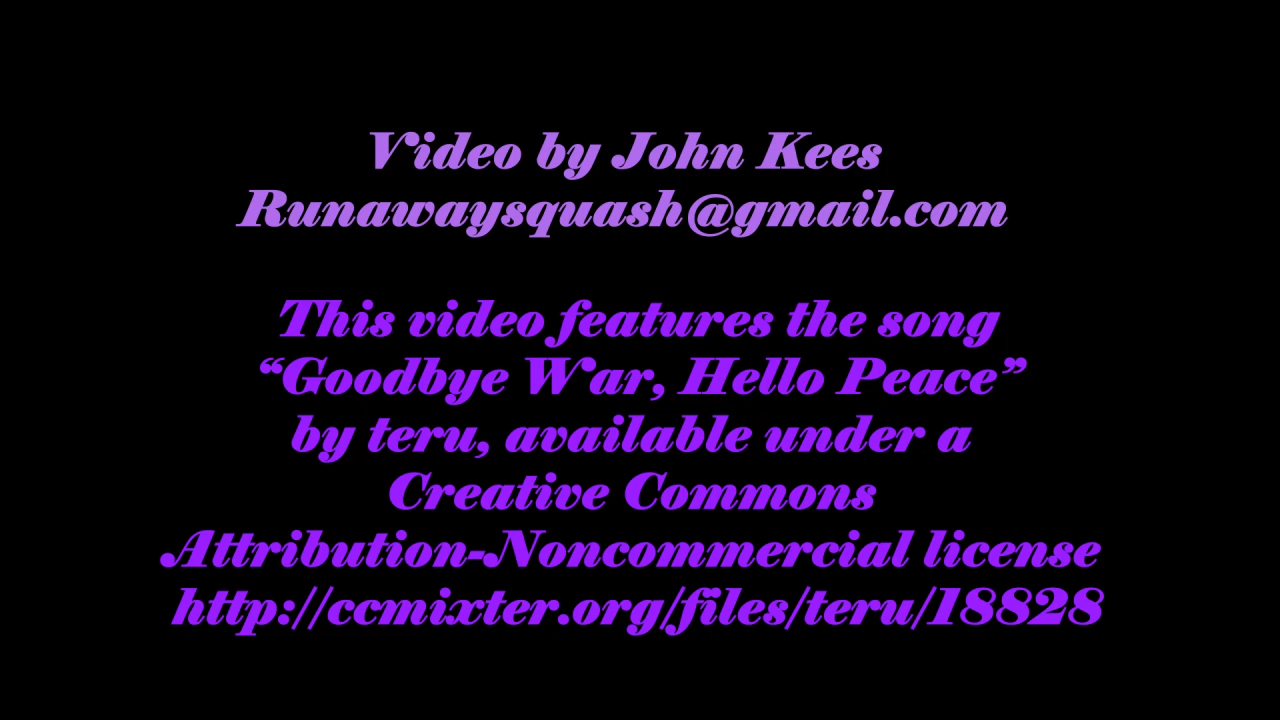 Video by John Kees
Runawaysquash@gmail.com
This video features the song
“Goodbye War, Hello Peace”
by teru, available under a
Creative Commons
Attribution-Noncommercial license
http://ccmixter.org/files/teru/18828